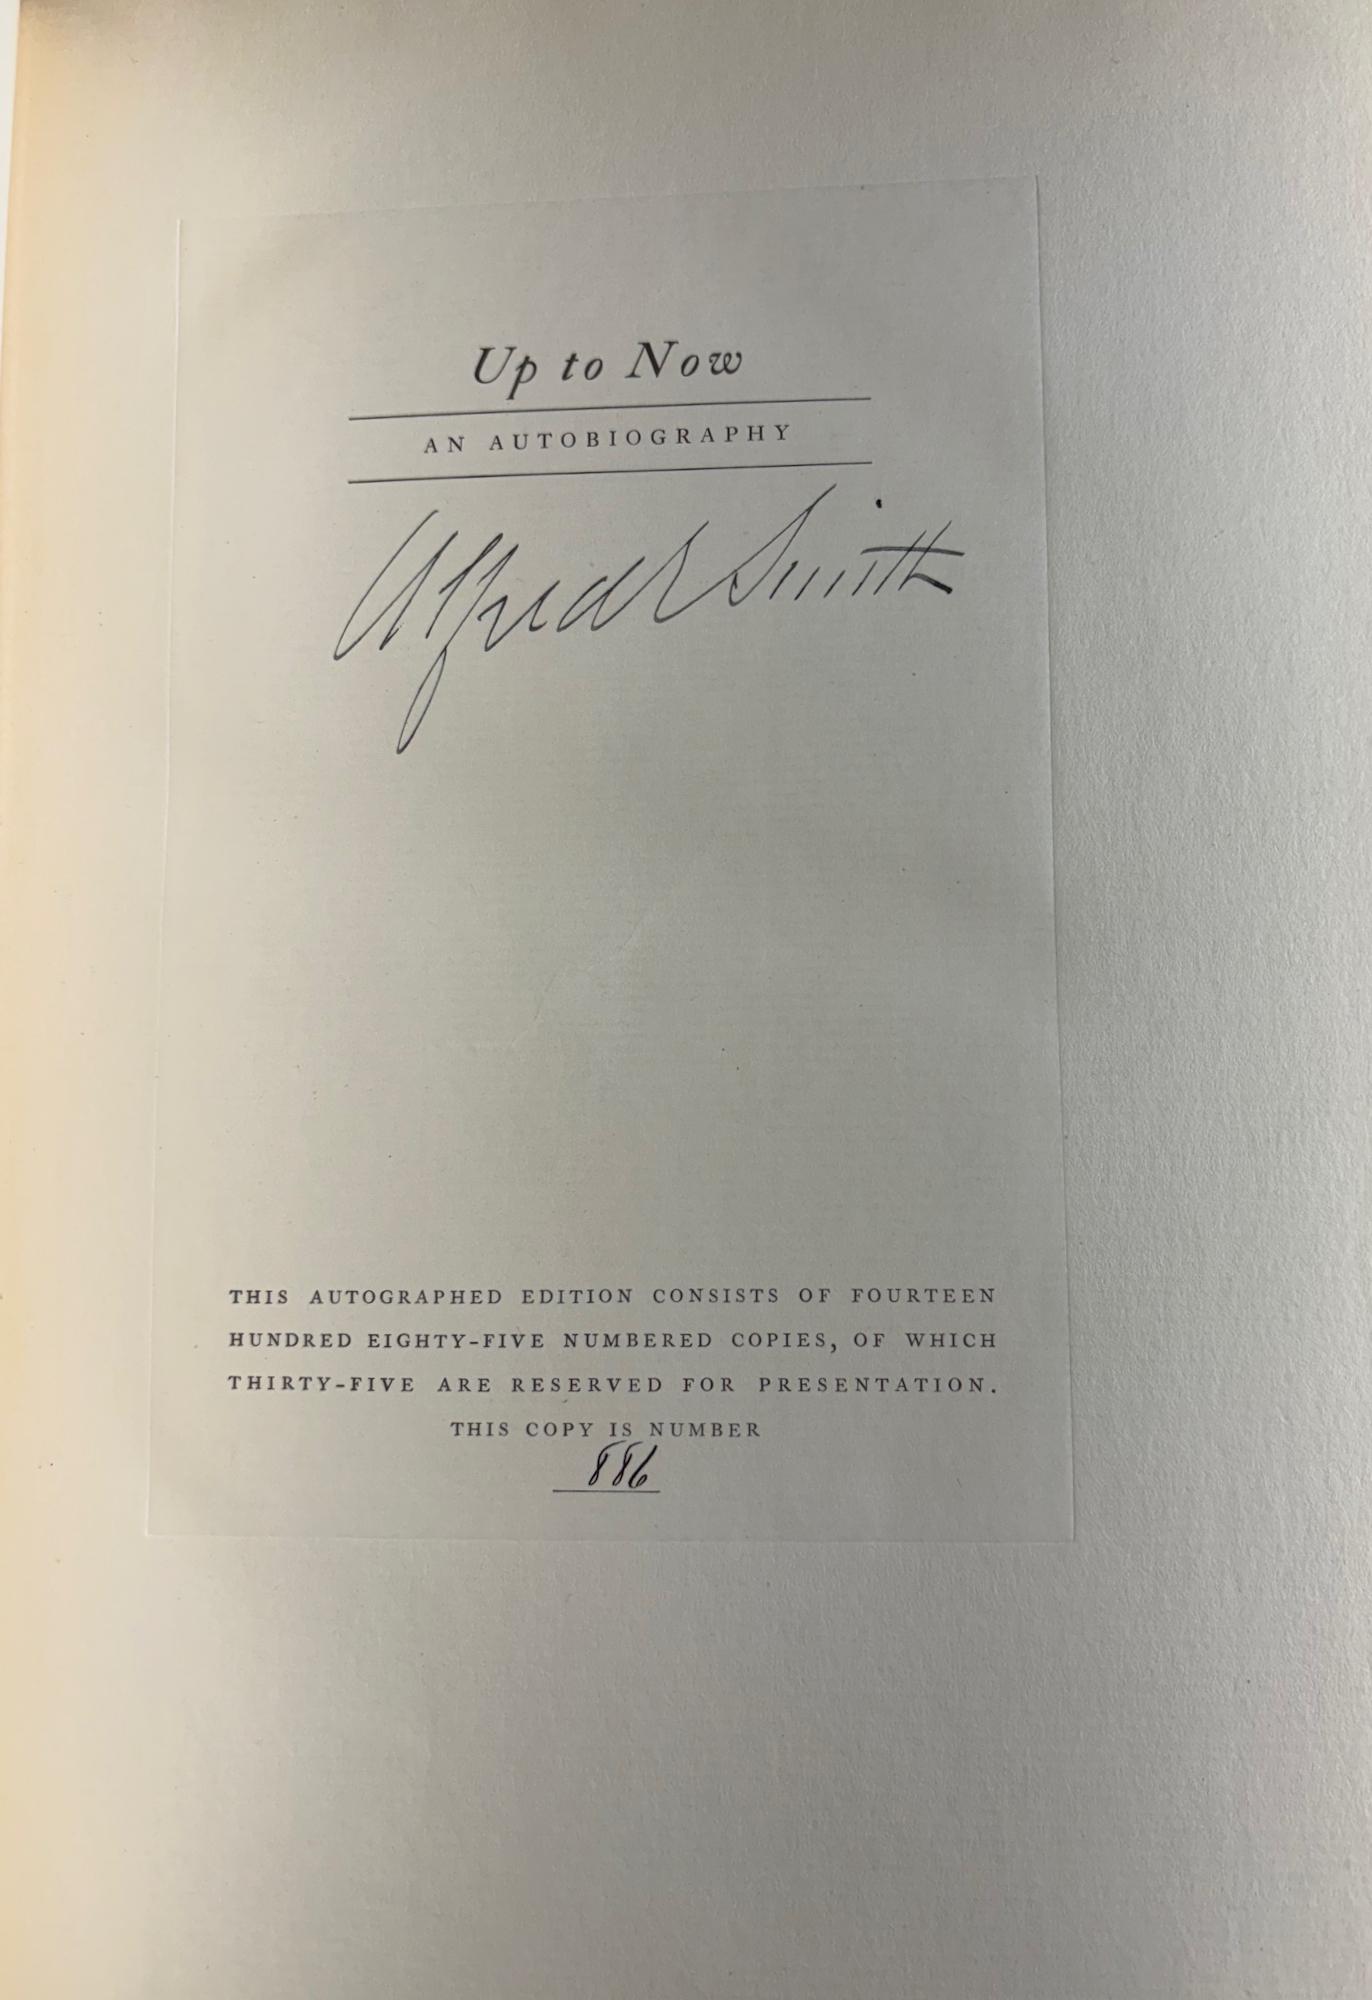 Up to Now
AN AUTOBIOGRAPHY
Alfred E Smith
THIS AUTOGRAPHED EDITION CONSISTS OF FOURTEEN
HUNDRED EIGHTY-FIVE NUMBERED COPIES, OF WHICH
THIRTY-FIVE ARE RESERVED FOR PRESENTATION.
THIS COPY IS NUMBER
886